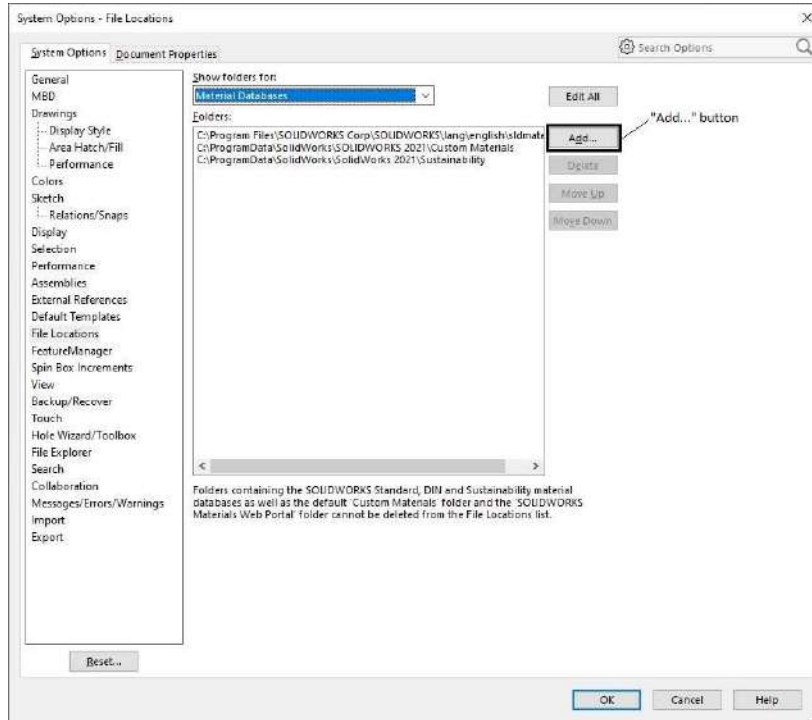 System Options - File Locations
System Options
Document Properties
Search Options
General
MBD
Drawings
Display Style
Area Hatch/Fill
Performance
Colors
Sketch
Relations/Snaps
Display
Selection
Performance
Assemblies
External References
Default Templates
File Locations
FeatureManager
Spin Box Increments
View
Backup/Recover
Touch
Hole Wizard/Toolbox
File Explorer
Search
Collaboration
Messages/Errors/Warnings
Import
Export
Reset...
Show folders for:
Material Databases
Folders:
C:\Program Files\SOLIDWORKS Corp\SOLIDWORKS\lang\english\sldmate
C:\ProgramData\SolidWorks\SOLIDWORKS 2021\Custom Materials
C:\ProgramData\SolidWorks\SolidWorks 2021\Sustainability
Edit All
Add...
Delete
Move Up
Move Down
"Add..." button
Folders containing the SOLIDWORKS Standard, DIN and Sustainability material
databases as well as the default 'Custom Materials' folder and the 'SOLIDWORKS
Materials Web Portal' folder cannot be deleted from the File Locations list.
OK
Cancel
Help